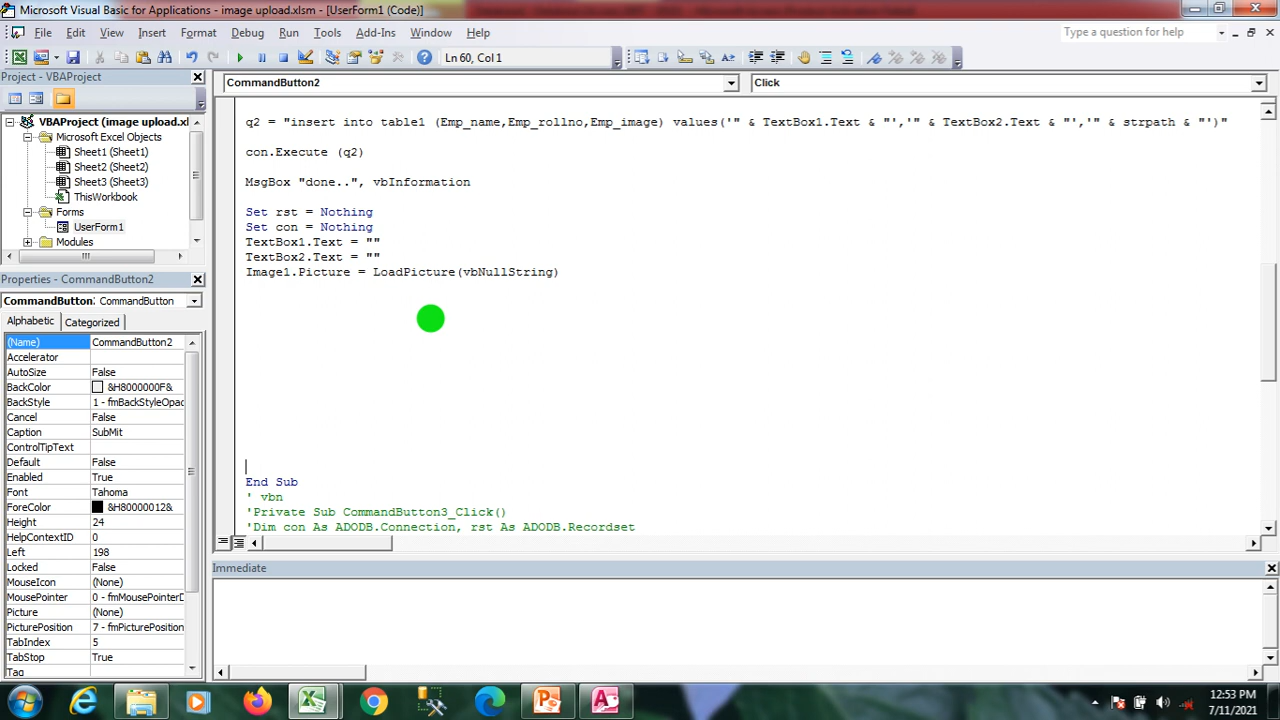 Microsoft Visual Basic for Applications - image upload.xlsm - [UserForm1 (Code)]
File Edit View Insert Format Debug Run Tools Add-Ins Window Help
Type a question for help
Ln 60, Col 1
Project - VBAProject
CommandButton2
Click
VBAProject (image upload.xl
Microsoft Excel Objects
Sheet1 (Sheet1)
Sheet2 (Sheet2)
Sheet3 (Sheet3)
ThisWorkbook
Forms
UserForm1
Modules
q2 = "insert into table1 (Emp_name,Emp_rollno,Emp_image) values('" & TextBox1.Text & "','" & TextBox2.Text & "','" & strpath & "')"
con.Execute (q2)
MsgBox "done..", vbInformation
Set rst = Nothing
Set con = Nothing
TextBox1.Text = ""
TextBox2.Text = ""
Image1.Picture = LoadPicture(vbNullString)
End Sub
' vbn
'Private Sub CommandButton3_Click()
'Dim con As ADODB.Connection, rst As ADODB.Recordset
Properties - CommandButton2
CommandButton: CommandButton
Alphabetic Categorized
(Name) CommandButton2
Accelerator
AutoSize False
BackColor &H8000000F&
BackStyle 1 - fmBackStyleOpac
Cancel False
Caption SubMit
ControlTipText
Default False
Enabled True
Font Tahoma
ForeColor &H80000012&
Height 24
HelpContextID 0
Left 198
Locked False
MouseIcon (None)
MousePointer 0 - fmMousePointerD
Picture (None)
PicturePosition 7 - fmPicturePosition
TabIndex 5
TabStop True
Tag
Immediate
12:53 PM
7/11/2021